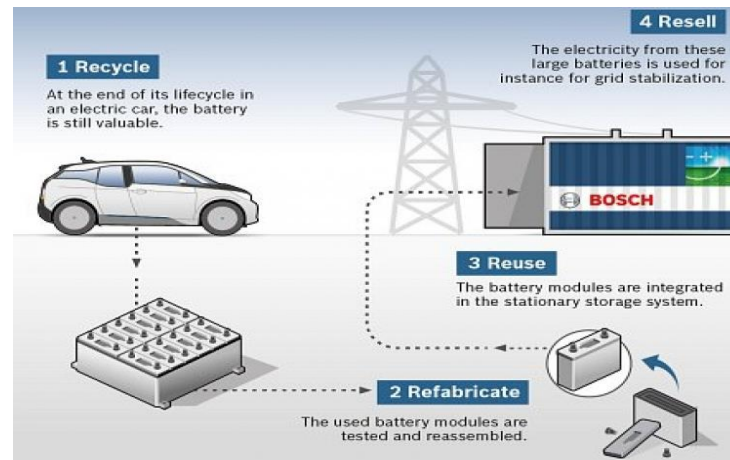 1 Recycle
At the end of its lifecycle in
an electric car, the battery
is still valuable.
4 Resell
The electricity from these
large batteries is used for
instance for grid stabilization.
BOSCH
3 Reuse
The battery modules are integrated
in the stationary storage system.
2 Refabricate
The used battery modules are
tested and reassembled.